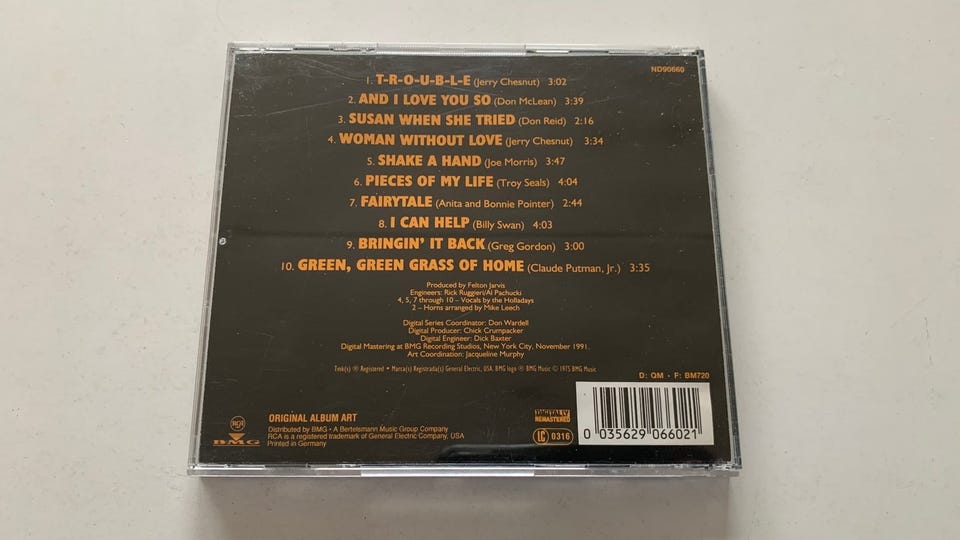 ND90660
1. T-R-O-U-B-L-E (Jerry Chesnut) 3:02
2. AND I LOVE YOU SO (Don McLean) 3:39
3. SUSAN WHEN SHE TRIED (Don Reid) 2:16
4. WOMAN WITHOUT LOVE (Jerry Chesnut) 3:34
5. SHAKE A HAND (Joe Morris) 3:47
6. PIECES OF MY LIFE (Troy Seals) 4:04
7. FAIRYTALE (Anita and Bonnie Pointer) 2:44
8. I CAN HELP (Billy Swan) 4:03
9. BRINGIN' IT BACK (Greg Gordon) 3:00
10. GREEN, GREEN GRASS OF HOME (Claude Putman, Jr.) 3:35
Produced by Felton Jarvis
Engineers: Rick Ruggieri/Al Pachucki
4, 5, 7 through 10 – Vocals by the Holladays
2 – Horns arranged by Mike Leech
Digital Series Coordinator: Don Wardell
Digital Producer: Chick Crumpacker
Digital Engineer: Dick Baxter
Digital Mastering at BMG Recording Studios, New York City, November 1991.
Art Coordination: Jacqueline Murphy
Tmk(s) ® Registered • Marca(s) Registrada(s) General Electric, USA. BMG logo ® BMG Music © 1975 BMG Music
D: QM · F: BM720
RCA
BMG
ORIGINAL ALBUM ART
Distributed by BMG • A Bertelsmann Music Group Company
RCA is a registered trademark of General Electric Company, USA
Printed in Germany
DIGITALLY
REMASTERED
LC 0316
0 035629 066021